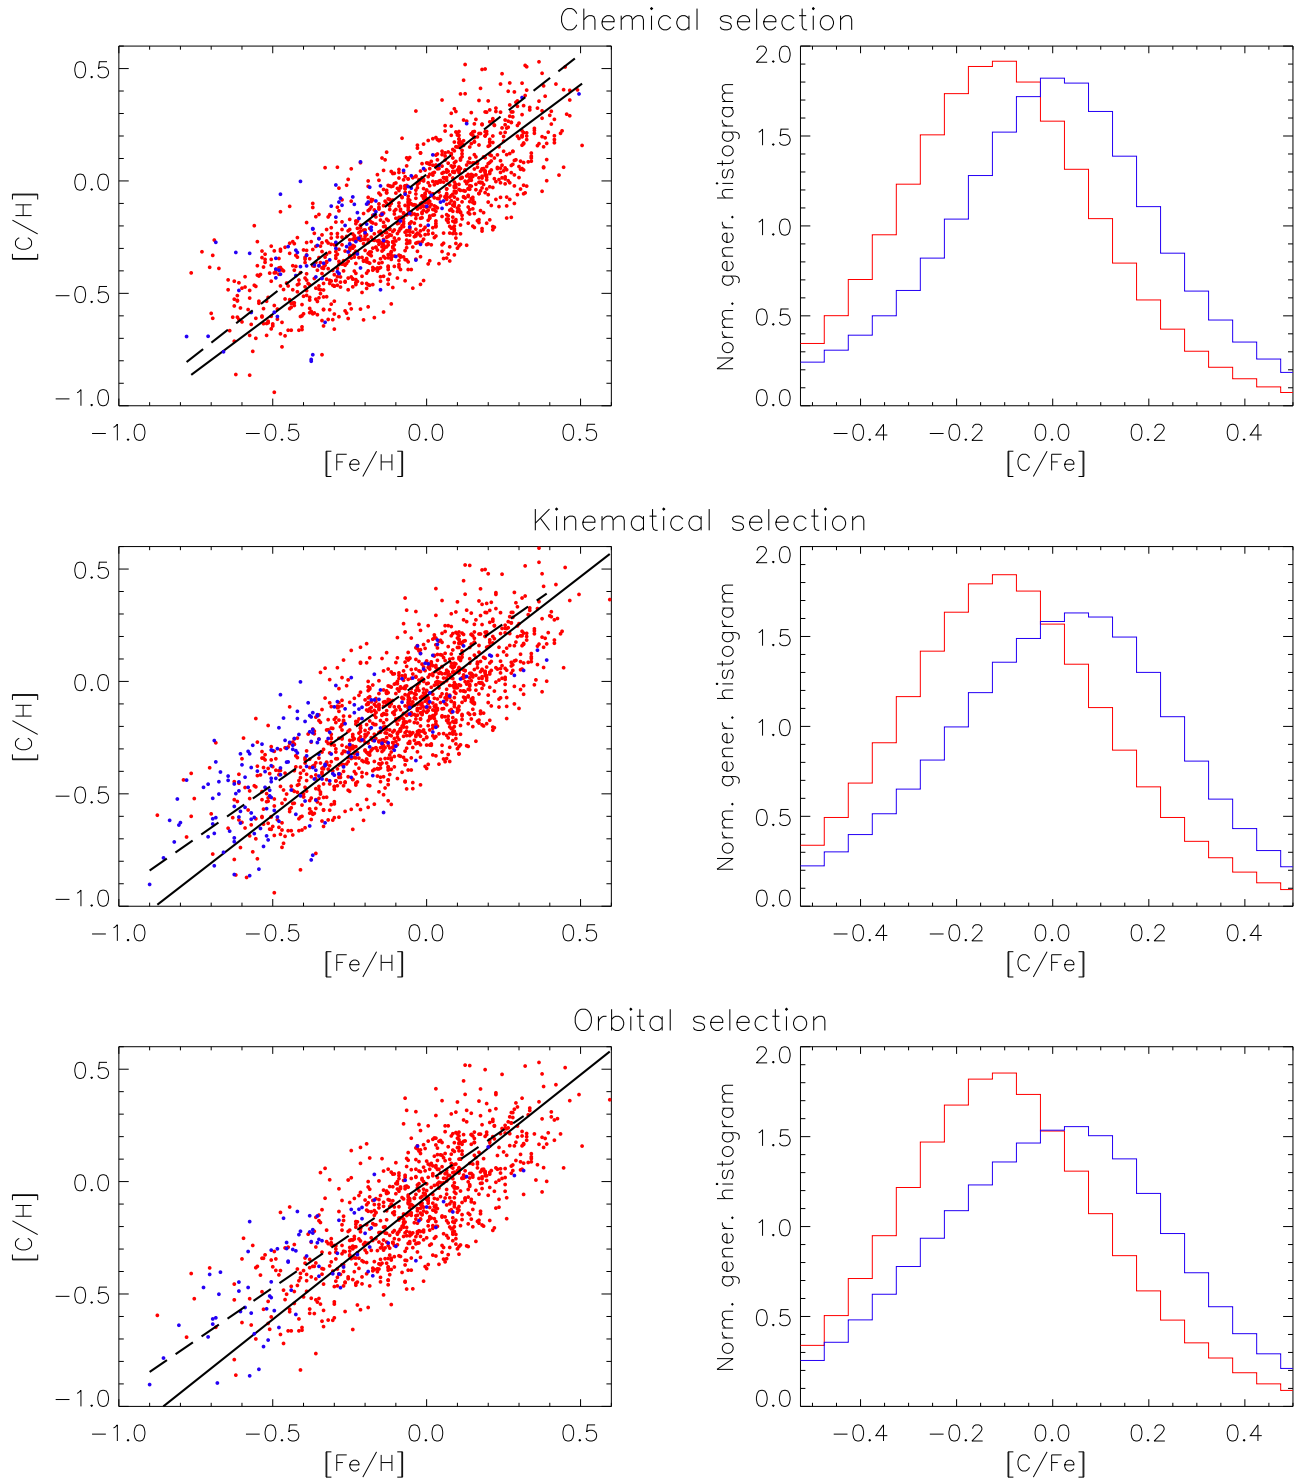 Chemical selection
[C/H]
0.5
0.0
−0.5
−1.0
−1.0 −0.5 0.0 0.5
[Fe/H]
Norm. gener. histogram
2.0
1.5
1.0
0.5
0.0
−0.4 −0.2 0.0 0.2 0.4
[C/Fe]
Kinematical selection
[C/H]
0.5
0.0
−0.5
−1.0
−1.0 −0.5 0.0 0.5
[Fe/H]
Norm. gener. histogram
2.0
1.5
1.0
0.5
0.0
−0.4 −0.2 0.0 0.2 0.4
[C/Fe]
Orbital selection
[C/H]
0.5
0.0
−0.5
−1.0
−1.0 −0.5 0.0 0.5
[Fe/H]
Norm. gener. histogram
2.0
1.5
1.0
0.5
0.0
−0.4 −0.2 0.0 0.2 0.4
[C/Fe]